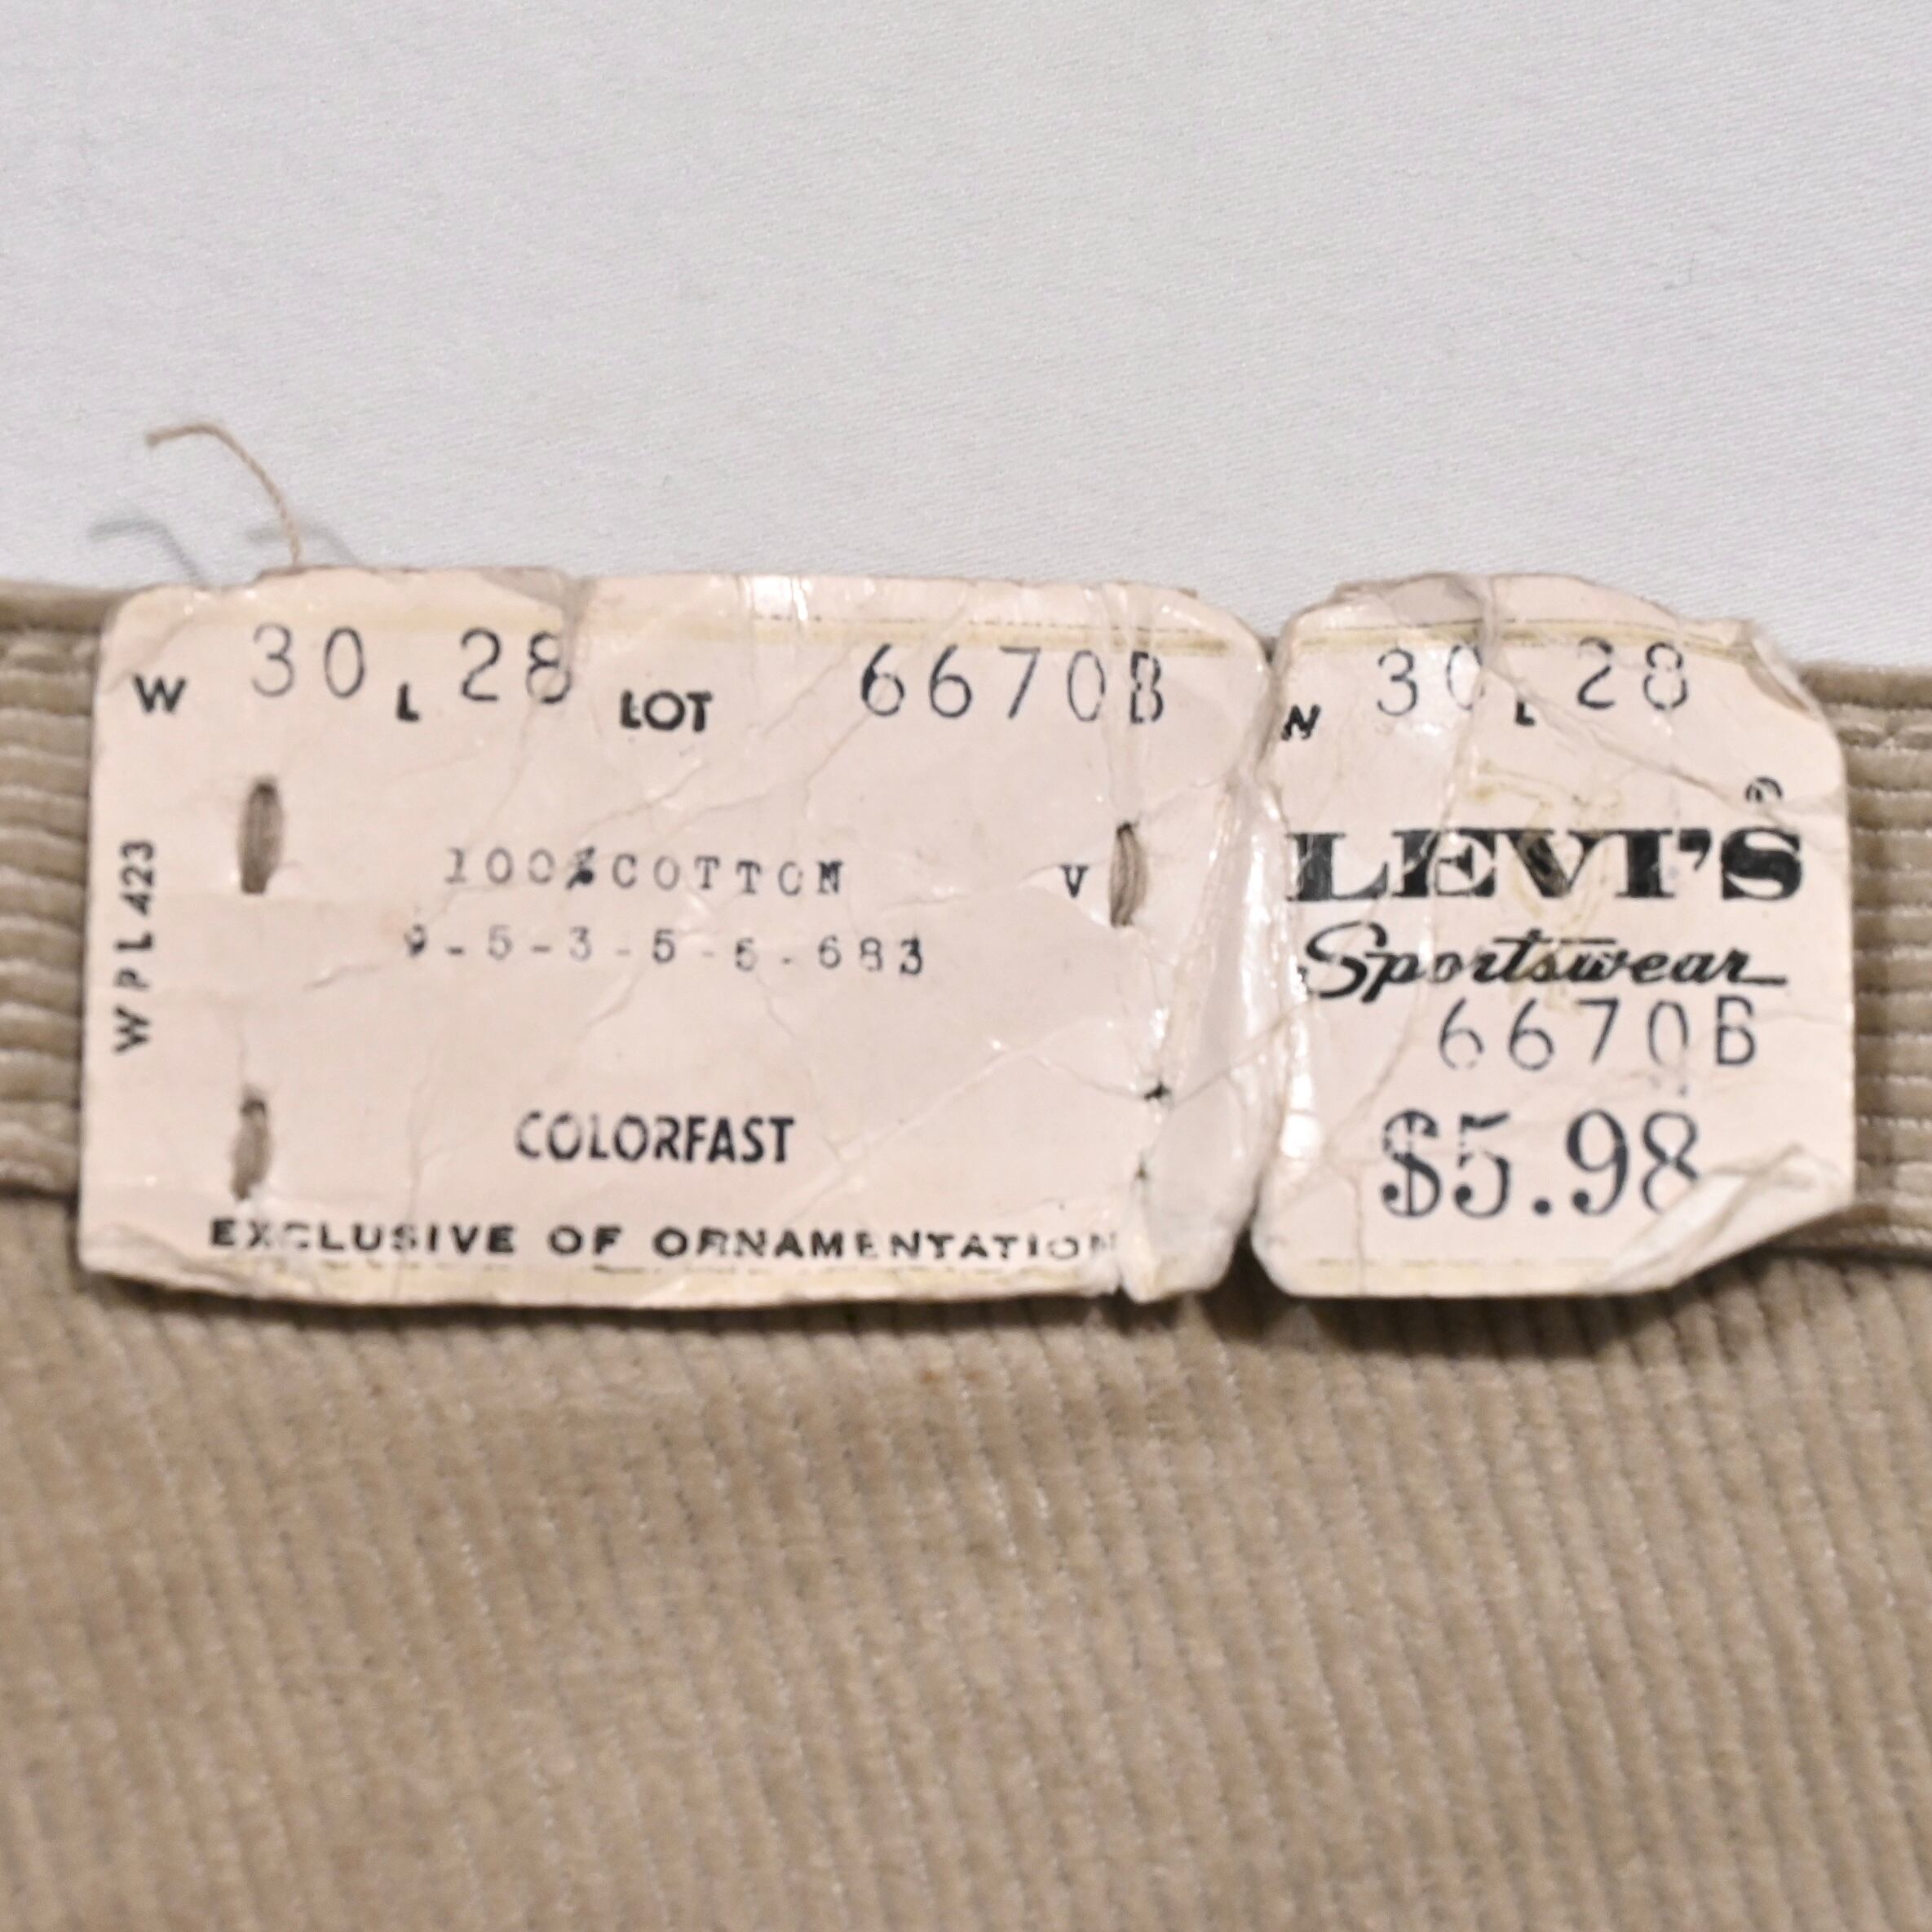 W 30 L 28 LOT 6670B
WPL 423
100%COTTON V
9-5-3-5-5-683
COLORFAST
EXCLUSIVE OF ORNAMENTATION
W 30 L 28
LEVI'S®
Sportswear
6670B
$5.98